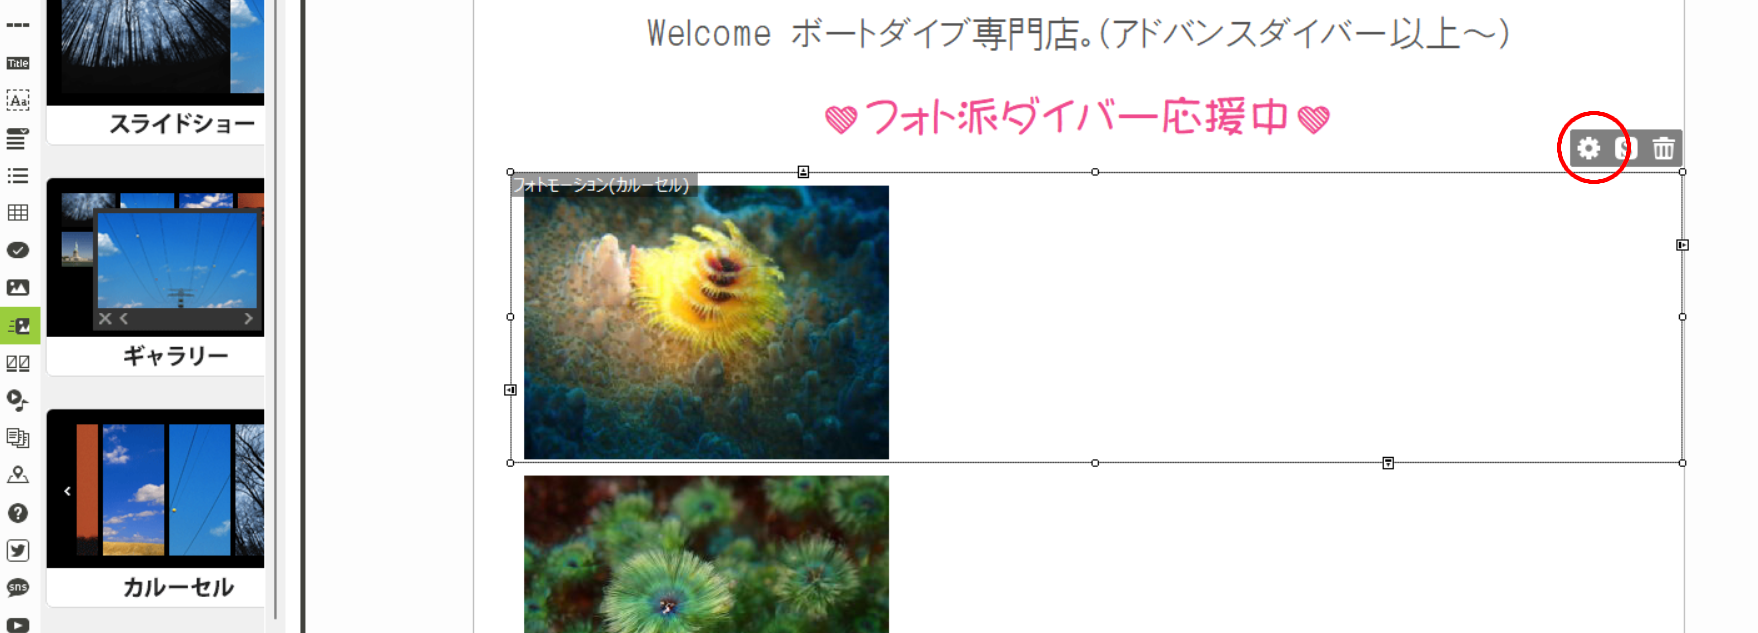 Title
Aa
sns
スライドショー
ギャラリー
カルーセル
Welcome ボートダイブ専門店。(アドバンスダイバー以上～)
フォト派ダイバー応援中
フォトモーション(カルーセル)
S